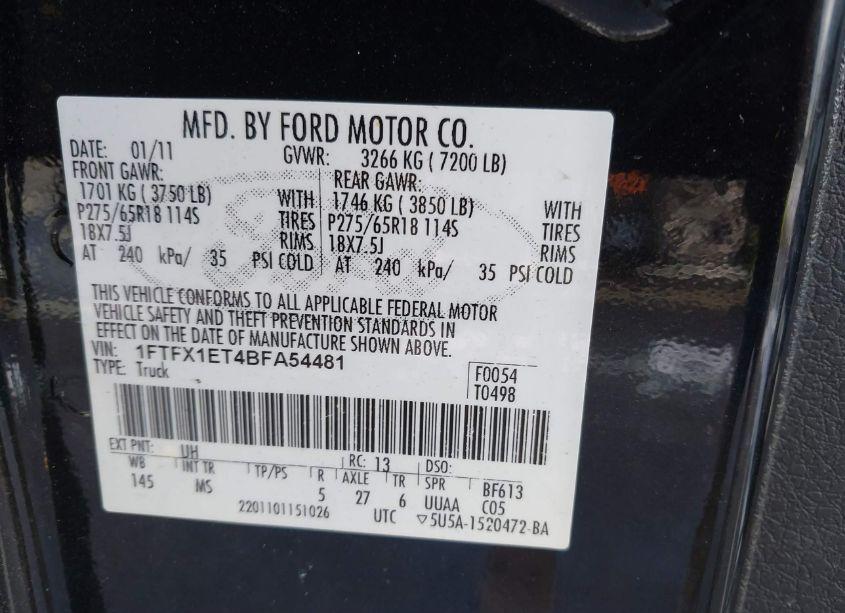 MFD. BY FORD MOTOR CO.
DATE: 01/11 GVWR: 3266 KG ( 7200 LB)
FRONT GAWR: REAR GAWR:
1701 KG ( 3750 LB) WITH 1746 KG ( 3850 LB) WITH
P275/65R18 114S TIRES P275/65R18 114S TIRES
18X7.5J RIMS 18X7.5J RIMS
AT 240 kPa/ 35 PSI COLD AT 240 kPa/ 35 PSI COLD
THIS VEHICLE CONFORMS TO ALL APPLICABLE FEDERAL MOTOR
VEHICLE SAFETY AND THEFT PREVENTION STANDARDS IN
EFFECT ON THE DATE OF MANUFACTURE SHOWN ABOVE.
VIN: 1FTFX1ET4BFA54481
TYPE: Truck
F0054
T0498
EXT PNT: UH RC: 13 DSO:
WB INT TR TP/PS R AXLE TR SPR BF613
145 MS 5 27 6 UUAA C05
2201101151026 UTC ▽5U5A-1520472-BA